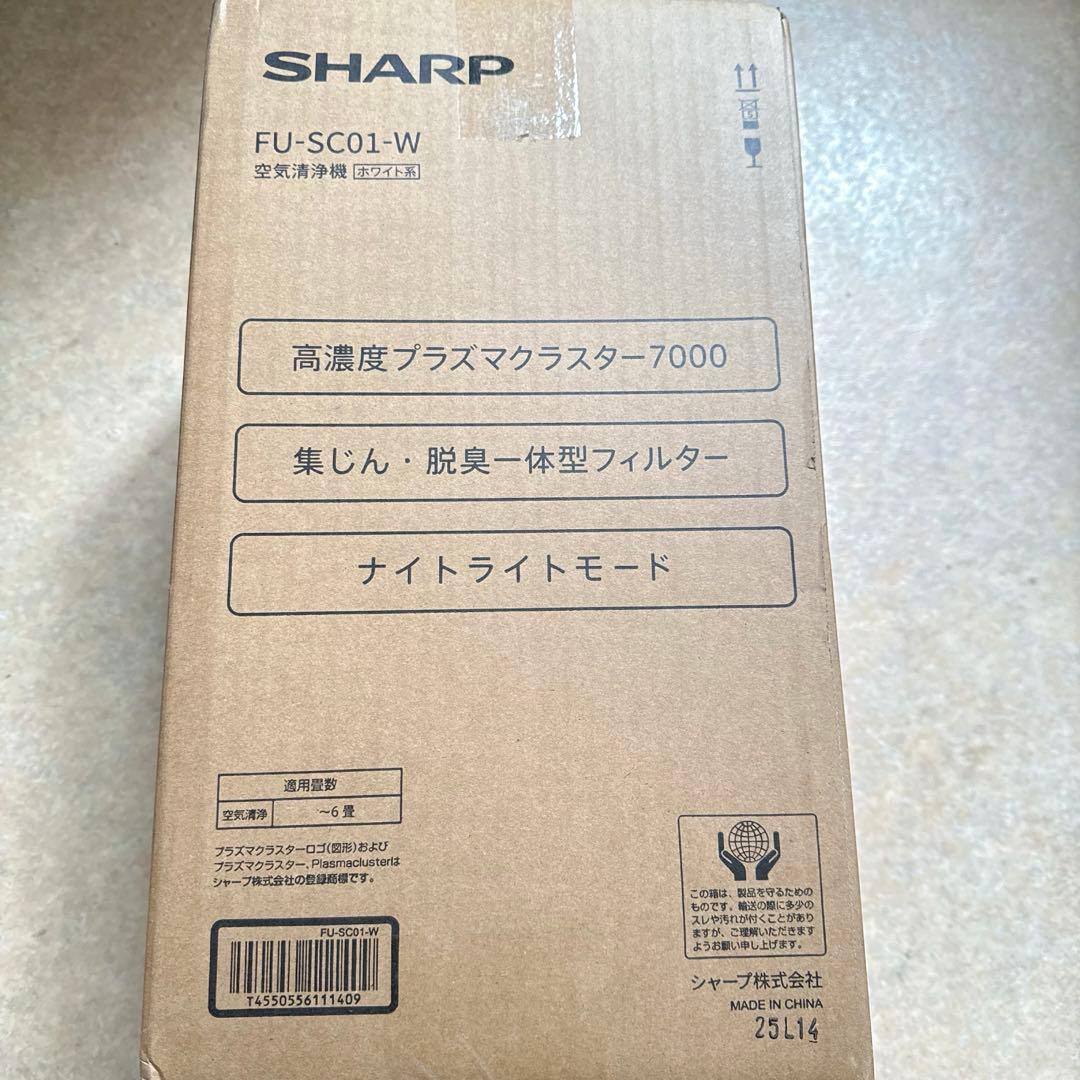 SHARP
FU-SC01-W
空気清浄機 ホワイト系
高濃度プラズマクラスター7000
集じん・脱臭一体型フィルター
ナイトライトモード
適用畳数
空気清浄 ～6畳
プラズマクラスターロゴ(図形)および
プラズマクラスター、Plasmaclusterは
シャープ株式会社の登録商標です。
FU-SC01-W
T4550556111409
この箱は、製品を守るための
ものです。輸送の際に多少の
スレや汚れが付くことがあり
ますが、ご理解いただきます
ようお願い申し上げます。
シャープ株式会社
MADE IN CHINA
25L14